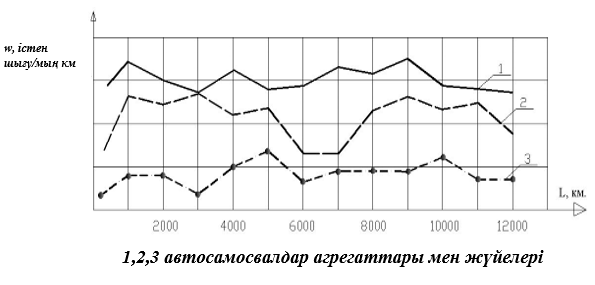 w, істен
шығу/мың км
1
2
3
L, км.
2000 4000 6000 8000 10000 12000
1,2,3 автосамосвалдар агрегаттары мен жүйелері